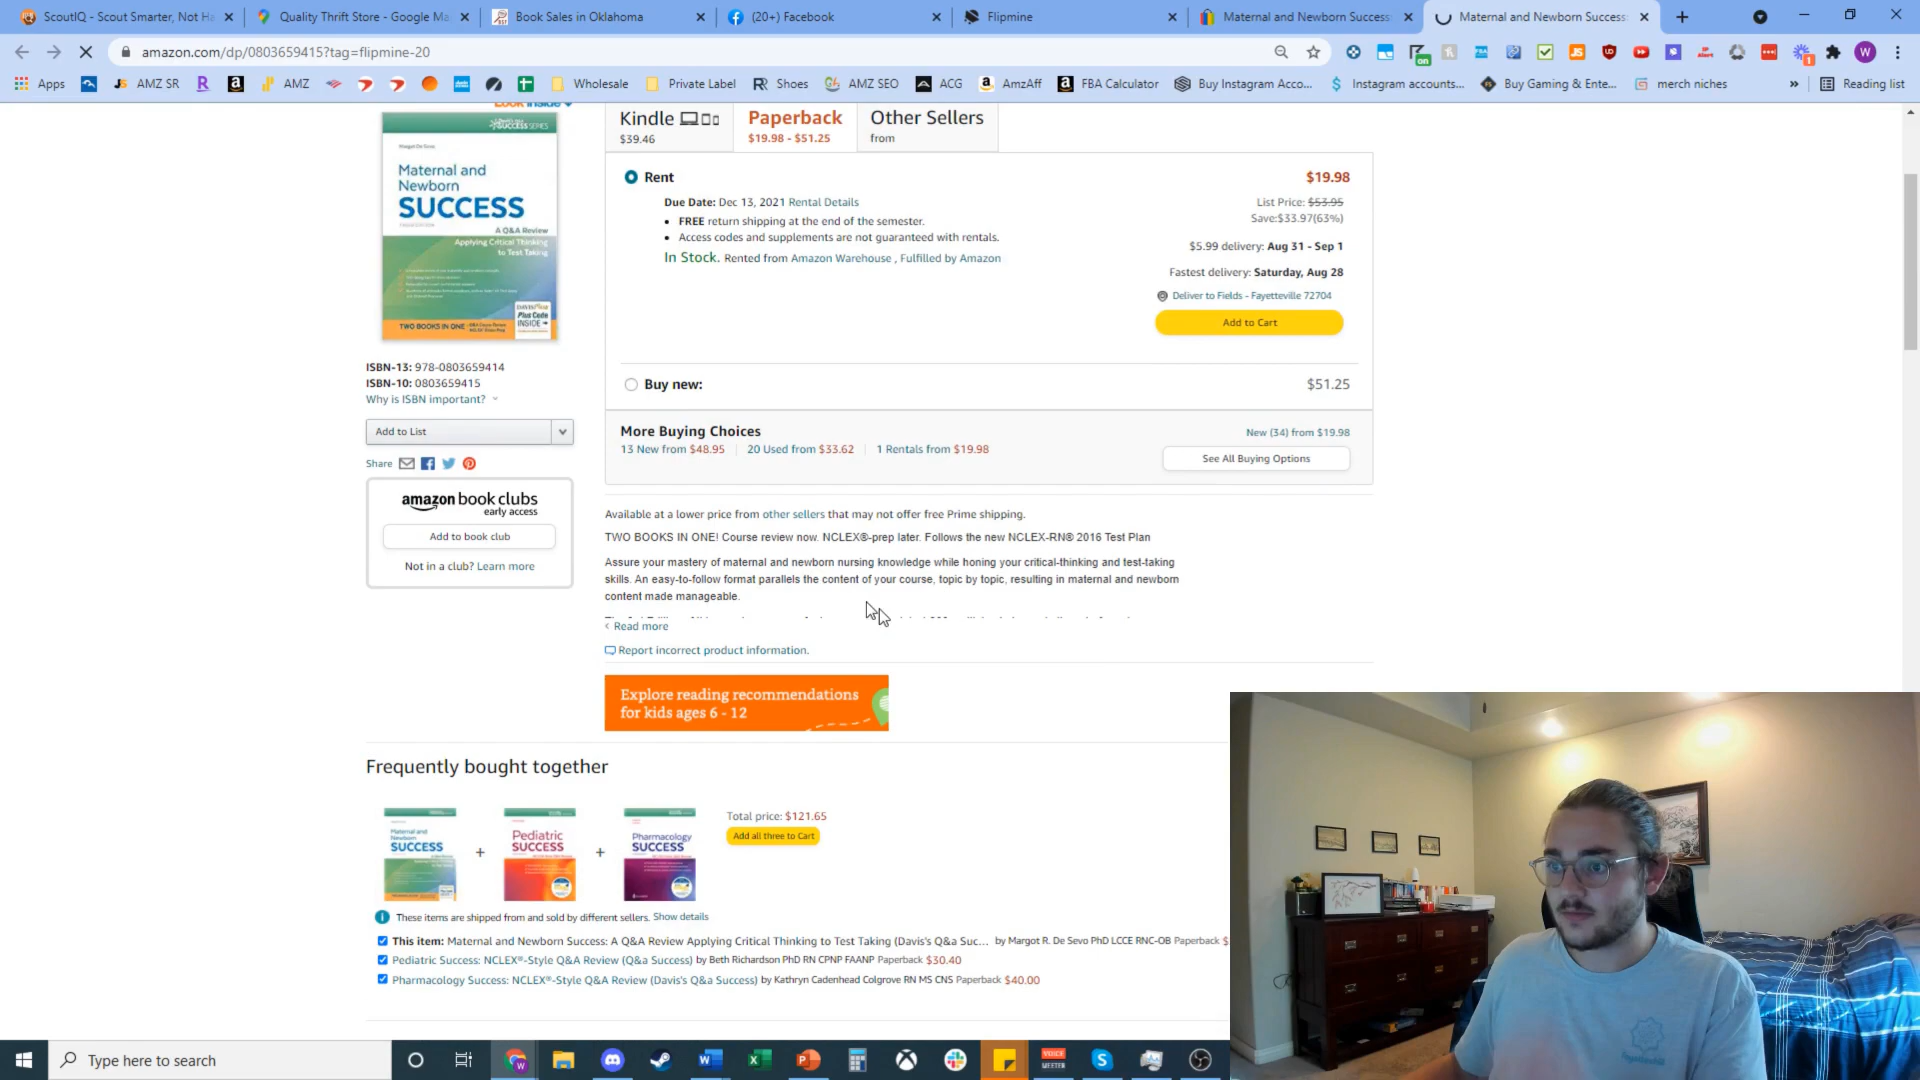 ScoutIQ - Scout Smarter, Not Ha
Quality Thrift Store - Google Ma
Book Sales in Oklahoma
(20+) Facebook
Flipmine
Maternal and Newborn Success
Maternal and Newborn Success:
amazon.com/dp/0803659415?tag=flipmine-20
Apps
AMZ SR
AMZ
Wholesale
Private Label
Shoes
AMZ SEO
ACG
AmzAff
FBA Calculator
Buy Instagram Acco...
Instagram accounts...
Buy Gaming & Ente...
merch niches
Reading list
Kindle
$39.46
Paperback
$19.98 - $51.25
Other Sellers
from
Maternal and
Newborn
SUCCESS
A Q&A Review
Applying Critical Thinking
to Test Taking
TWO BOOKS IN ONE
Plus Code
INSIDE
Rent
$19.98
Due Date: Dec 13, 2021 Rental Details
List Price: $53.95
FREE return shipping at the end of the semester.
Save:$33.97(63%)
Access codes and supplements are not guaranteed with rentals.
$5.99 delivery: Aug 31 - Sep 1
In Stock. Rented from Amazon Warehouse , Fulfilled by Amazon
Fastest delivery: Saturday, Aug 28
Deliver to Fields - Fayetteville 72704
Add to Cart
Buy new:
$51.25
More Buying Choices
13 New from $48.95
20 Used from $33.62
1 Rentals from $19.98
New (34) from $19.98
See All Buying Options
ISBN-13: 978-0803659414
ISBN-10: 0803659415
Why is ISBN important?
Add to List
Share
amazon book clubs
early access
Add to book club
Not in a club? Learn more
Available at a lower price from other sellers that may not offer free Prime shipping.
TWO BOOKS IN ONE! Course review now. NCLEX®-prep later. Follows the new NCLEX-RN® 2016 Test Plan
Assure your mastery of maternal and newborn nursing knowledge while honing your critical-thinking and test-taking
skills. An easy-to-follow format parallels the content of your course, topic by topic, resulting in maternal and newborn
content made manageable.
Read more
Report incorrect product information.
Explore reading recommendations
for kids ages 6 - 12
Frequently bought together
Maternal and
Newborn
SUCCESS
+
Pediatric
SUCCESS
+
Pharmacology
SUCCESS
Total price: $121.65
Add all three to Cart
These items are shipped from and sold by different sellers. Show details
This item: Maternal and Newborn Success: A Q&A Review Applying Critical Thinking to Test Taking (Davis's Q&a Suc... by Margot R. De Sevo PhD LCCE RNC-OB Paperback $
Pediatric Success: NCLEX®-Style Q&A Review (Q&a Success) by Beth Richardson PhD RN CPNP FAANP Paperback $30.40
Pharmacology Success: NCLEX®-Style Q&A Review (Davis's Q&a Success) by Kathryn Cadenhead Colgrove RN MS CNS Paperback $40.00
Type here to search